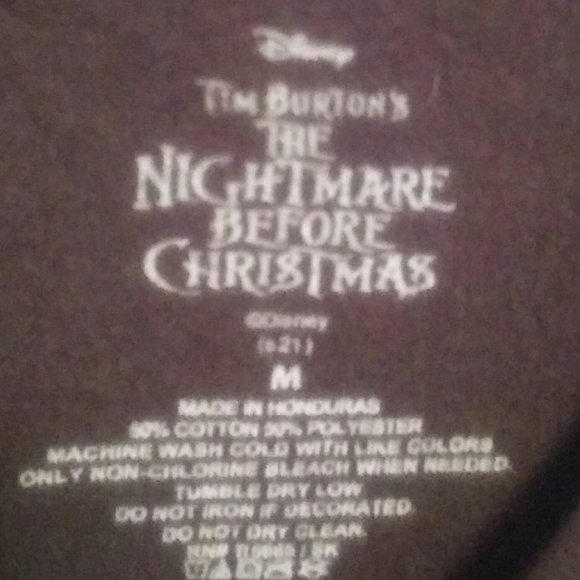 Disney
TIM BURTON'S
THE
NIGHTMARE
BEFORE
CHRISTMAS
©Disney
(s21)
M
MADE IN HONDURAS
50% COTTON 50% POLYESTER
MACHINE WASH COLD WITH LIKE COLORS
ONLY NON-CHLORINE BLEACH WHEN NEEDED.
TUMBLE DRY LOW
DO NOT IRON IF DECORATED.
DO NOT DRY CLEAN.
RN#